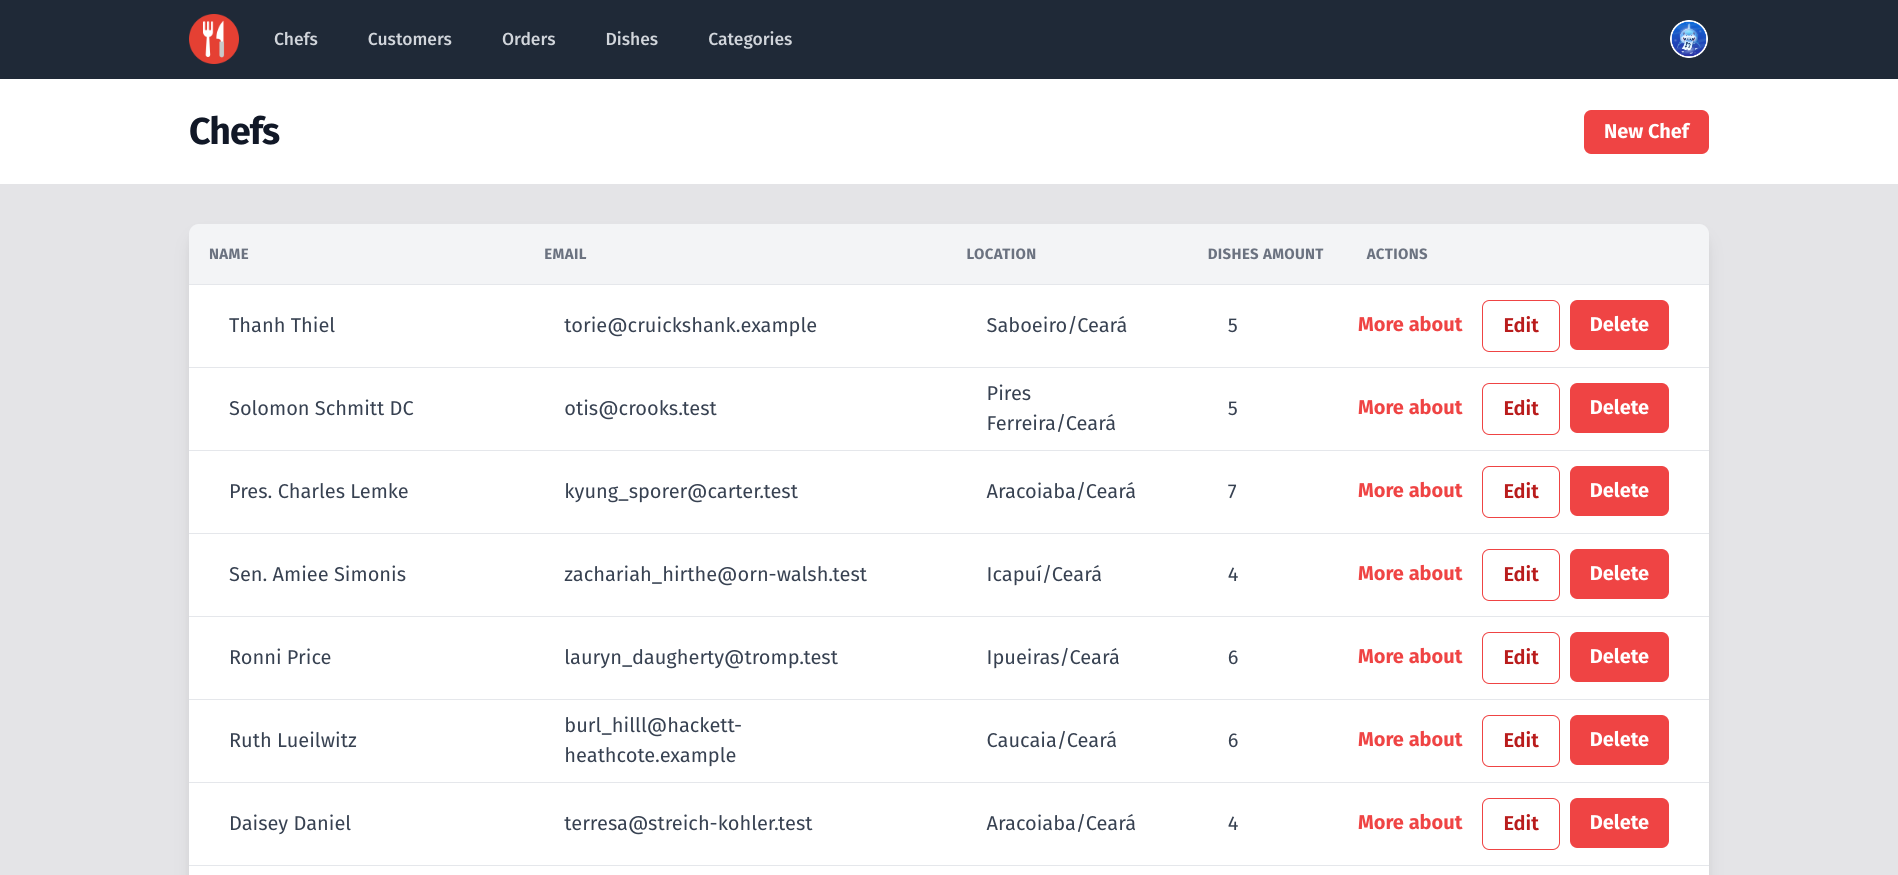 Chefs Customers Orders Dishes Categories
Chefs New Chef
NAME EMAIL LOCATION DISHES AMOUNT ACTIONS
Thanh Thiel torie@cruickshank.example Saboeiro/Ceará 5 More about Edit Delete
Solomon Schmitt DC otis@crooks.test Pires
Ferreira/Ceará 5 More about Edit Delete
Pres. Charles Lemke kyung_sporer@carter.test Aracoiaba/Ceará 7 More about Edit Delete
Sen. Amiee Simonis zachariah_hirthe@orn-walsh.test Icapuí/Ceará 4 More about Edit Delete
Ronni Price lauryn_daugherty@tromp.test Ipueiras/Ceará 6 More about Edit Delete
Ruth Lueilwitz burl_hilll@hackett-
heathcote.example Caucaia/Ceará 6 More about Edit Delete
Daisey Daniel terresa@streich-kohler.test Aracoiaba/Ceará 4 More about Edit Delete